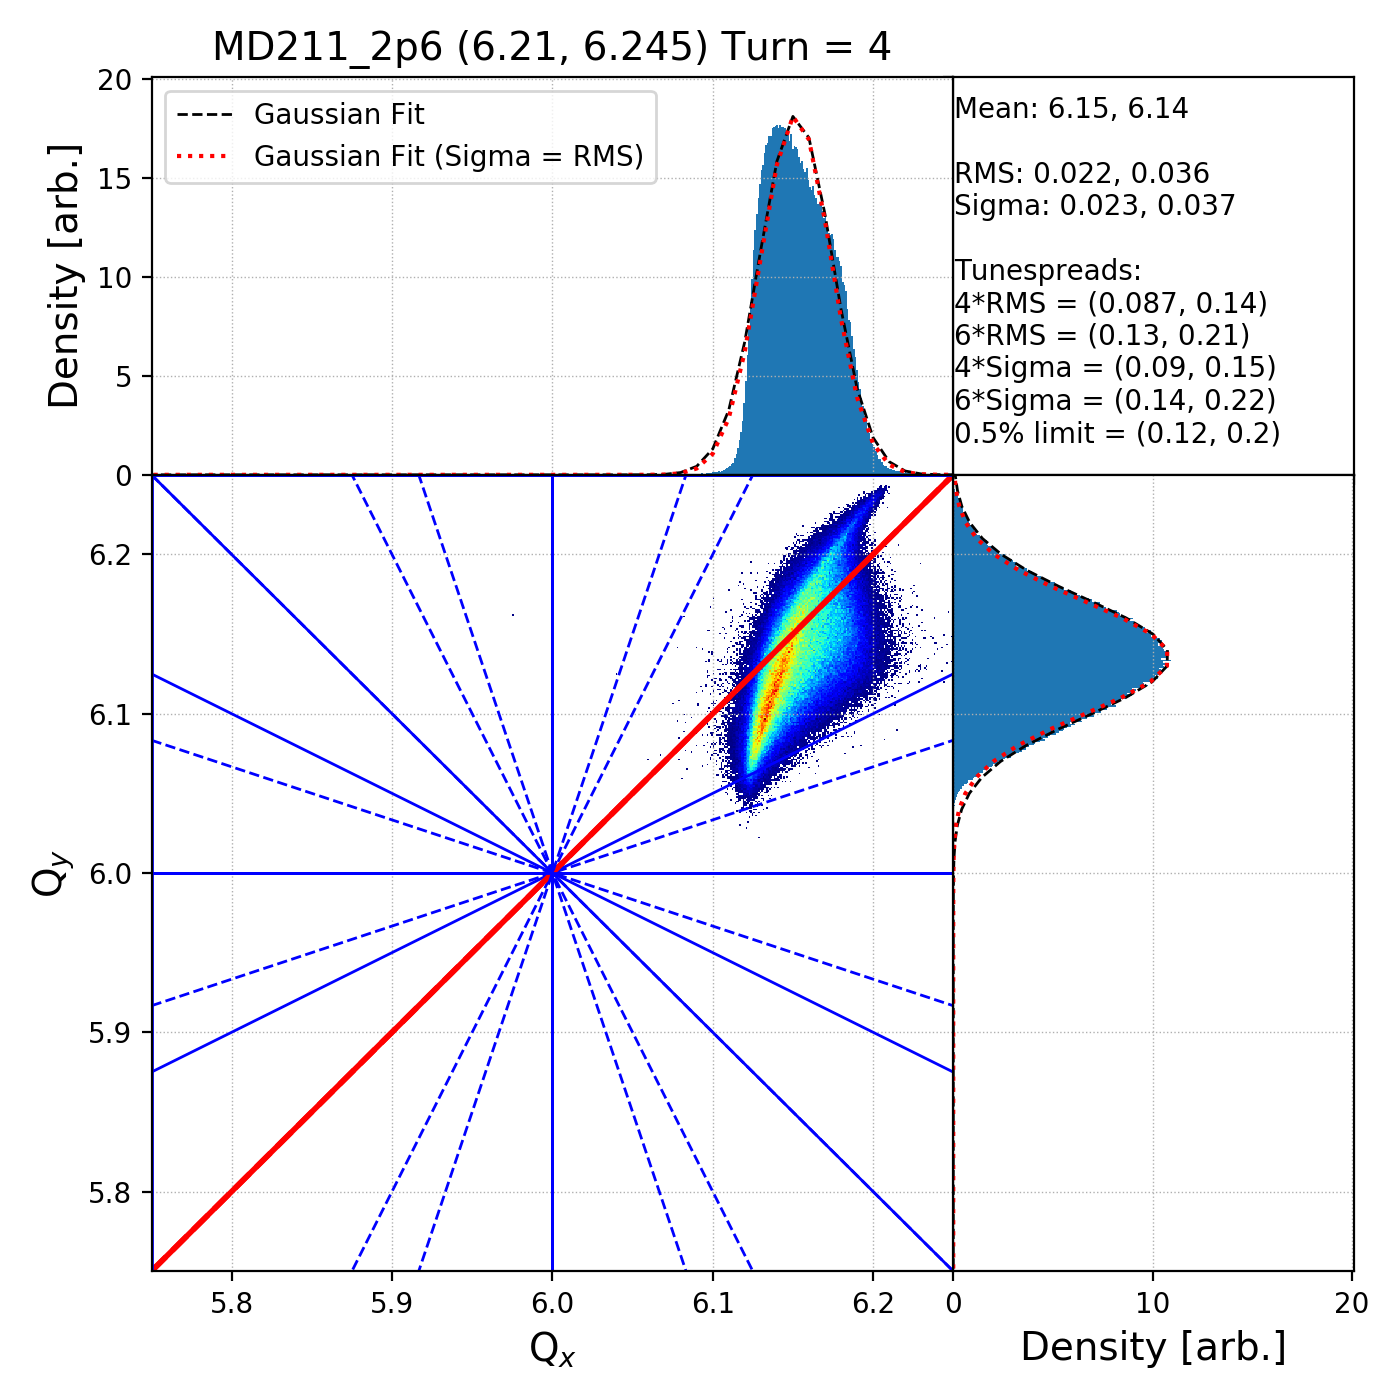 MD211_2p6 (6.21, 6.245) Turn = 4
Density [arb.]
20
15
10
5
0
Gaussian Fit
Gaussian Fit (Sigma = RMS)
Mean: 6.15, 6.14
RMS: 0.022, 0.036
Sigma: 0.023, 0.037
Tunespreads:
4*RMS = (0.087, 0.14)
6*RMS = (0.13, 0.21)
4*Sigma = (0.09, 0.15)
6*Sigma = (0.14, 0.22)
0.5% limit = (0.12, 0.2)
Qy
6.2
6.1
6.0
5.9
5.8
5.8 5.9 6.0 6.1 6.2
Qx
0 10 20
Density [arb.]